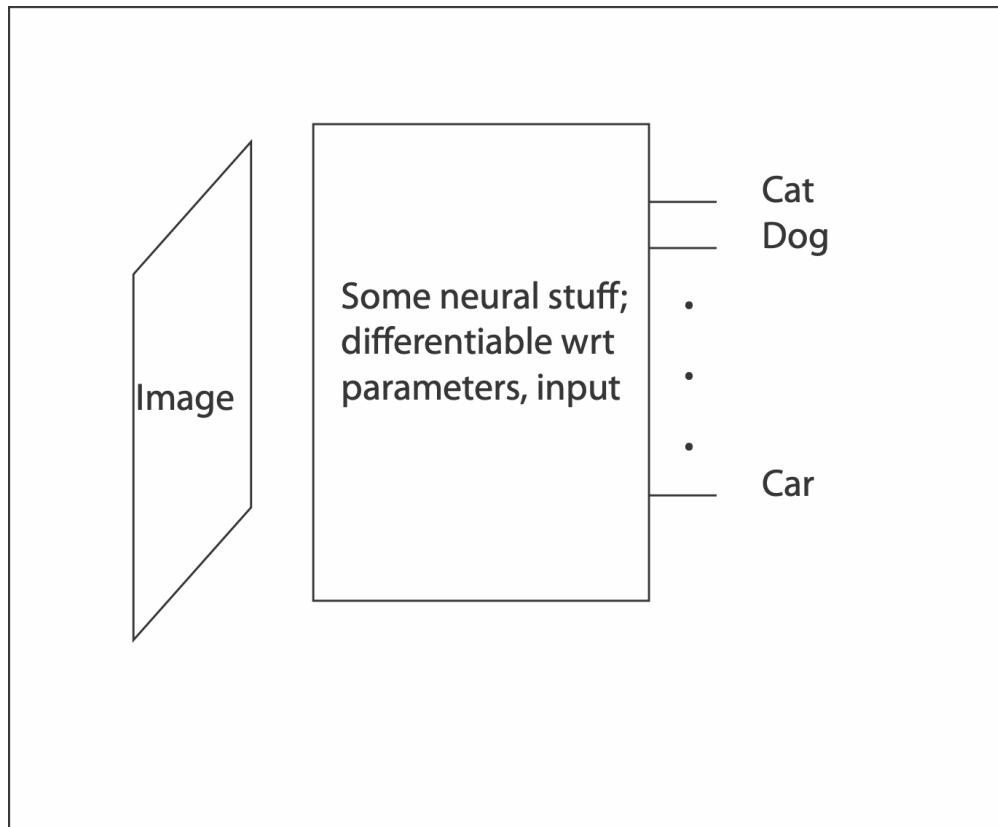 Cat
Dog
Some neural stuff;
differentiable wrt
parameters, input
Image
Car